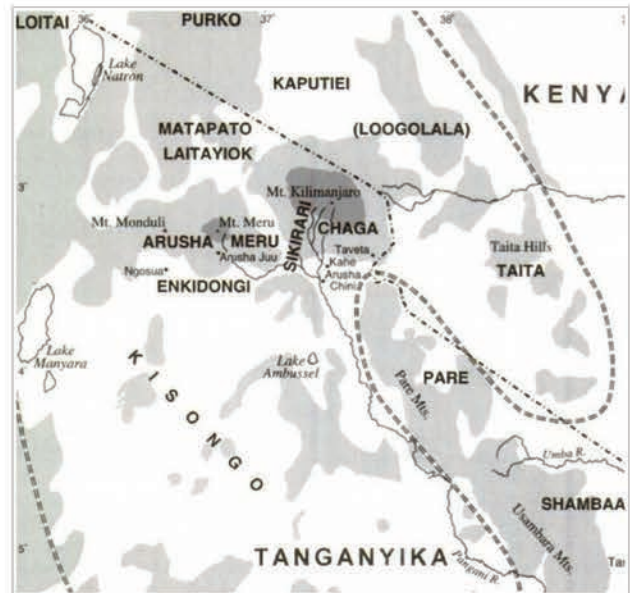 36°
37°
38°
LOITAI
PURKO
Lake
Natron
KAPUTIEI
KENYA
MATAPATO
LAITAYIOK
(LOOGOLALA)
3°
Mt. Kilimanjaro
Mt. Monduli
Mt. Meru
ARUSHA
MERU
SIKIRARI
CHAGA
Arusha Juu
Taveta
Kahe
Arusha
Chini
Taita Hills
TAITA
Ngosua
ENKIDONGI
Lake
Manyara
4°
KISONGO
Lake
Ambussel
PARE
Pare Mts.
Umba R.
SHAMBAA
Usambara Mts.
5°
TANGANYIKA
Pangani R.